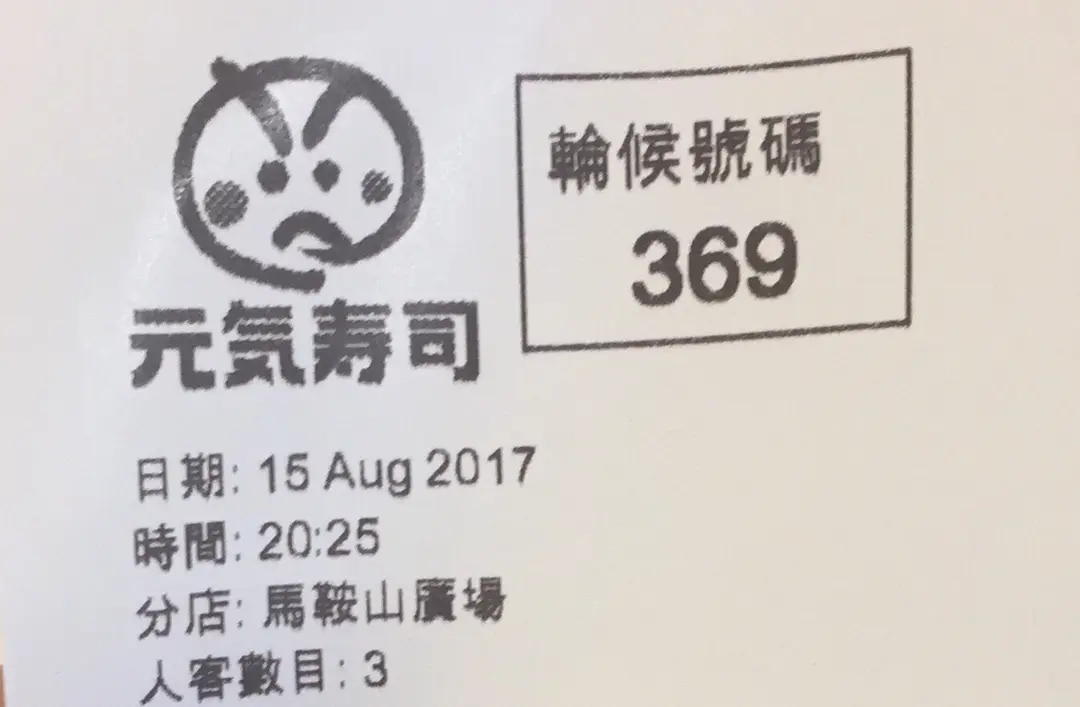 輪候號碼
369
元気寿司
日期: 15 Aug 2017
時間: 20:25
分店: 馬鞍山廣場
人客數目: 3